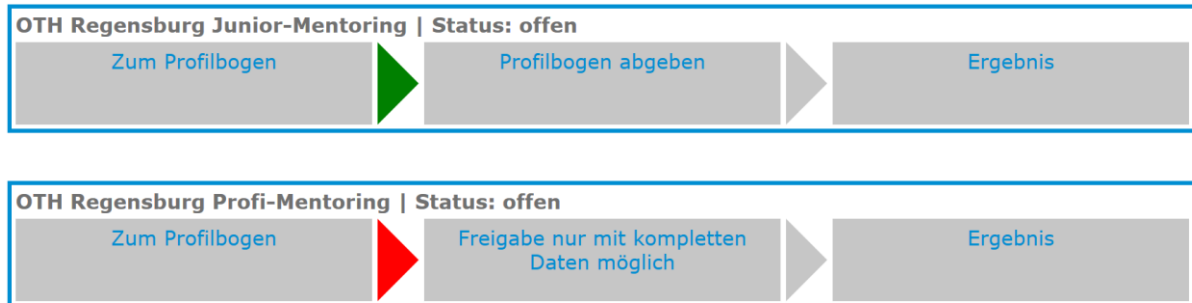 OTH Regensburg Junior-Mentoring | Status: offen
Zum Profilbogen
Profilbogen abgeben
Ergebnis
OTH Regensburg Profi-Mentoring | Status: offen
Zum Profilbogen
Freigabe nur mit kompletten
Daten möglich
Ergebnis